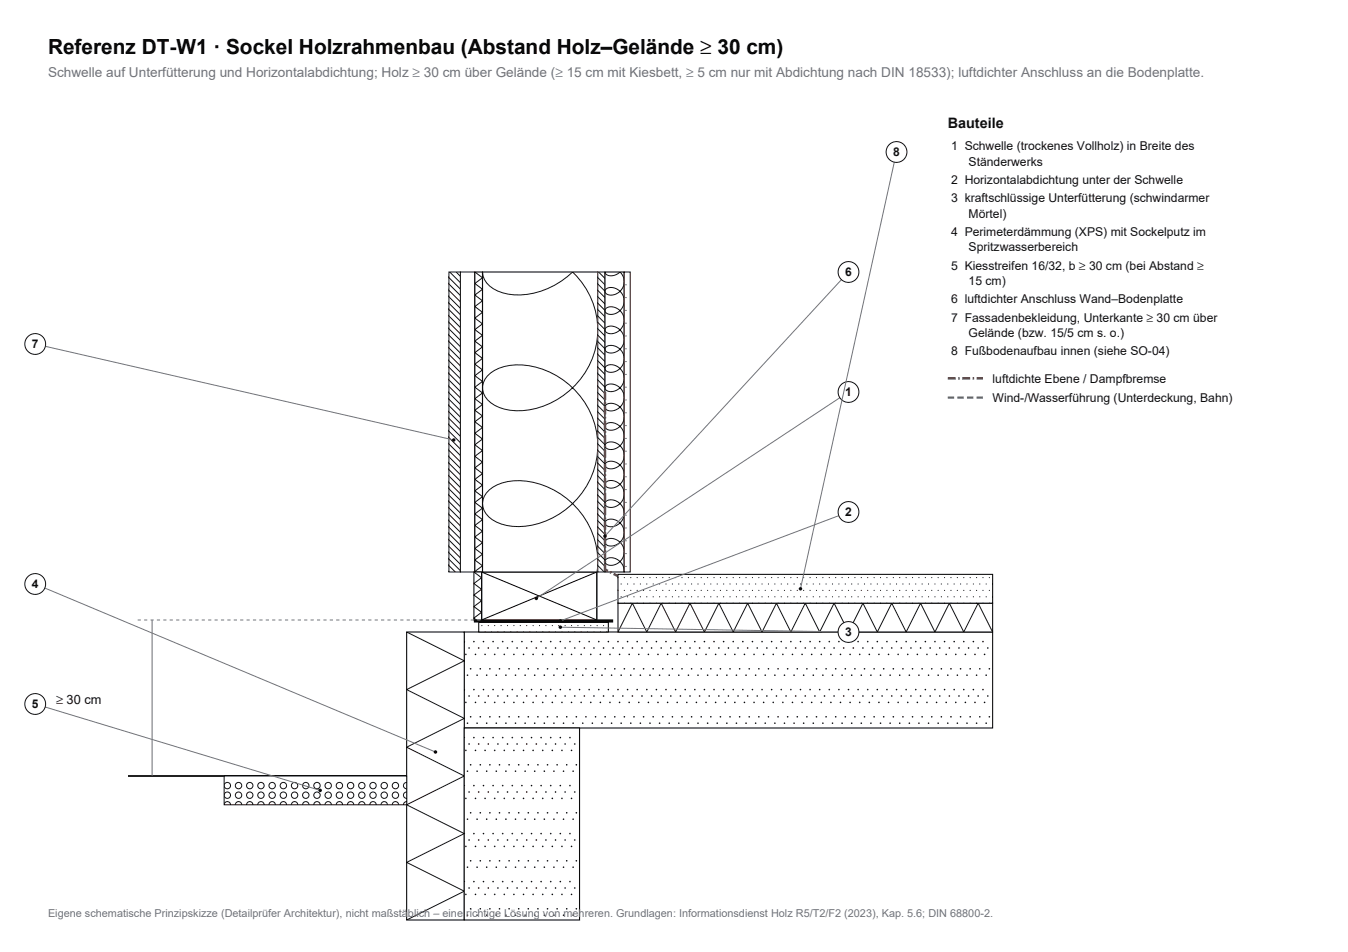 Referenz DT-W1 · Sockel Holzrahmenbau (Abstand Holz–Gelände ≥ 30 cm)
Schwelle auf Unterfütterung und Horizontalabdichtung; Holz ≥ 30 cm über Gelände (≥ 15 cm mit Kiesbett, ≥ 5 cm nur mit Abdichtung nach DIN 18533); luftdichter Anschluss an die Bodenplatte.
Bauteile
1 Schwelle (trockenes Vollholz) in Breite des
Ständerwerks
2 Horizontalabdichtung unter der Schwelle
3 kraftschlüssige Unterfütterung (schwindarmer
Mörtel)
4 Perimeterdämmung (XPS) mit Sockelputz im
Spritzwasserbereich
5 Kiesstreifen 16/32, b ≥ 30 cm (bei Abstand ≥
15 cm)
6 luftdichter Anschluss Wand–Bodenplatte
7 Fassadenbekleidung, Unterkante ≥ 30 cm über
Gelände (bzw. 15/5 cm s. o.)
8 Fußbodenaufbau innen (siehe SO-04)
luftdichte Ebene / Dampfbremse
Wind-/Wasserführung (Unterdeckung, Bahn)
8
6
7
1
2
4
3
5 ≥ 30 cm
Eigene schematische Prinzipskizze (Detailprüfer Architektur), nicht maßstäblich – eine richtige Lösung von mehreren. Grundlagen: Informationsdienst Holz R5/T2/F2 (2023), Kap. 5.6; DIN 68800-2.